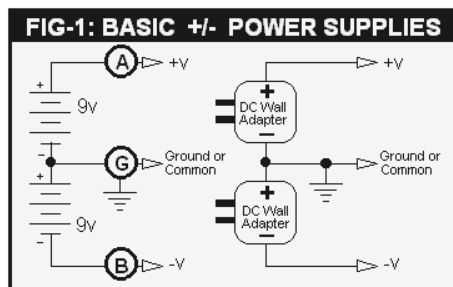 FIG-1: BASIC +/- POWER SUPPLIES
A
+V
+
9v
-
G
Ground or
Common
+
9v
-
B
-V
+V
+
DC Wall
Adapter
−
Ground or
Common
+
DC Wall
Adapter
−
-V